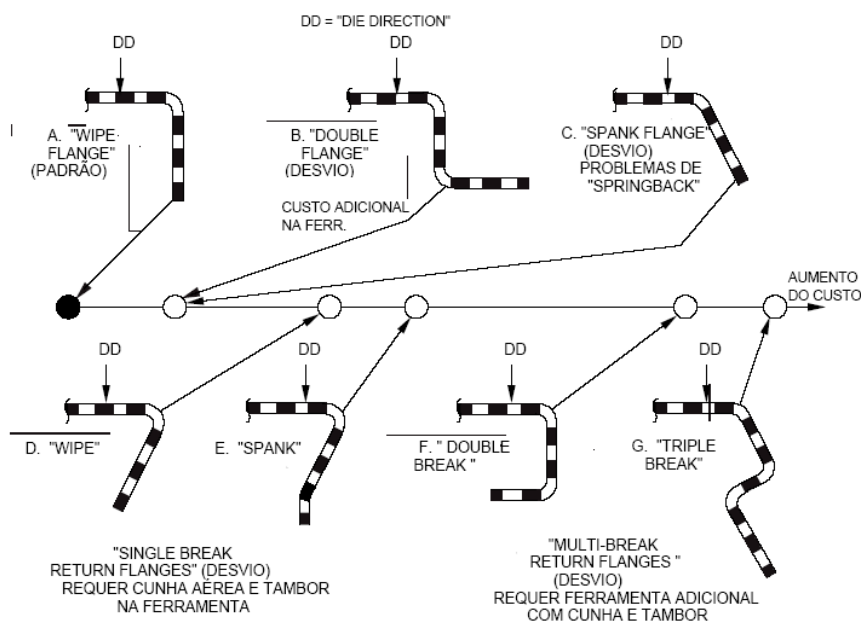 DD = "DIE DIRECTION"
DD
DD
DD
A. "WIPE
FLANGE"
(PADRÃO)
B. "DOUBLE
FLANGE"
(DESVIO)
CUSTO ADICIONAL
NA FERR.
C. "SPANK FLANGE"
(DESVIO)
PROBLEMAS DE
"SPRINGBACK"
AUMENTO
DO CUSTO
DD
DD
DD
DD
D. "WIPE"
E. "SPANK"
F. " DOUBLE
BREAK "
G. "TRIPLE
BREAK"
"SINGLE BREAK
RETURN FLANGES" (DESVIO)
REQUER CUNHA AÉREA E TAMBOR
NA FERRAMENTA
"MULTI-BREAK
RETURN FLANGES "
(DESVIO)
REQUER FERRAMENTA ADICIONAL
COM CUNHA E TAMBOR